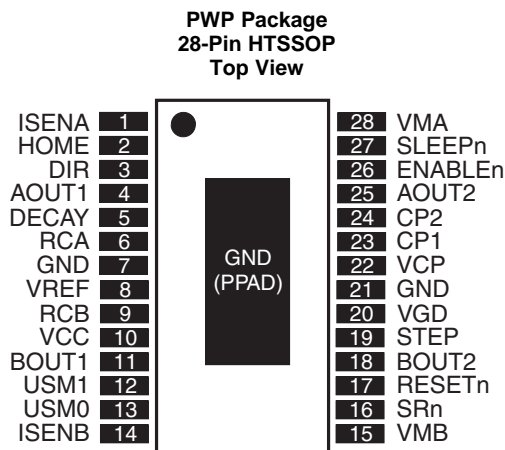 PWP Package
28-Pin HTSSOP
Top View
ISENA 1 28 VMA
HOME 2 27 SLEEPn
DIR 3 26 ENABLEn
AOUT1 4 25 AOUT2
DECAY 5 24 CP2
RCA 6 23 CP1
GND 7 22 VCP
VREF 8 21 GND
RCB 9 20 VGD
VCC 10 19 STEP
BOUT1 11 18 BOUT2
USM1 12 17 RESETn
USM0 13 16 SRn
ISENB 14 15 VMB
GND
(PPAD)